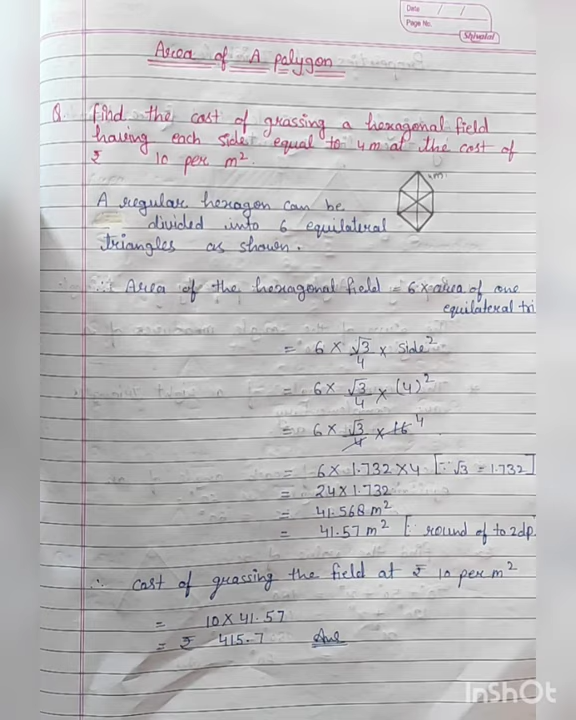 Date / /
Page No.
Shivalal
Area of A polygon
Q. find the cost of grassing a hexagonal field
having each side equal to 4 m at the cost of
₹ 10 per m².
4m
A regular hexagon can be
divided into 6 equilateral
triangles as shown.
∴ Area of the hexagonal field = 6 × area of one
equilateral tri
= 6 × √3/4 × side²
= 6 × √3/4 × (4)²
= 6 × √3/4 × 16 4
= 6 × 1.732 × 4 [∵ √3 = 1.732]
= 24 × 1.732
= 41.568 m²
= 41.57 m² [: round of to 2dp
∴ cost of grassing the field at ₹ 10 per m²
= 10 × 41.57
= ₹ 415.7 Ans
InShOt